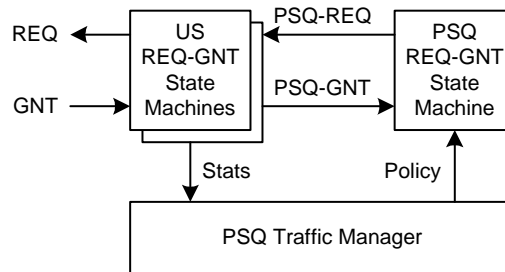 REQ
GNT
US
REQ-GNT
State
Machines
PSQ-REQ
PSQ-GNT
PSQ
REQ-GNT
State
Machine
Stats
Policy
PSQ Traffic Manager